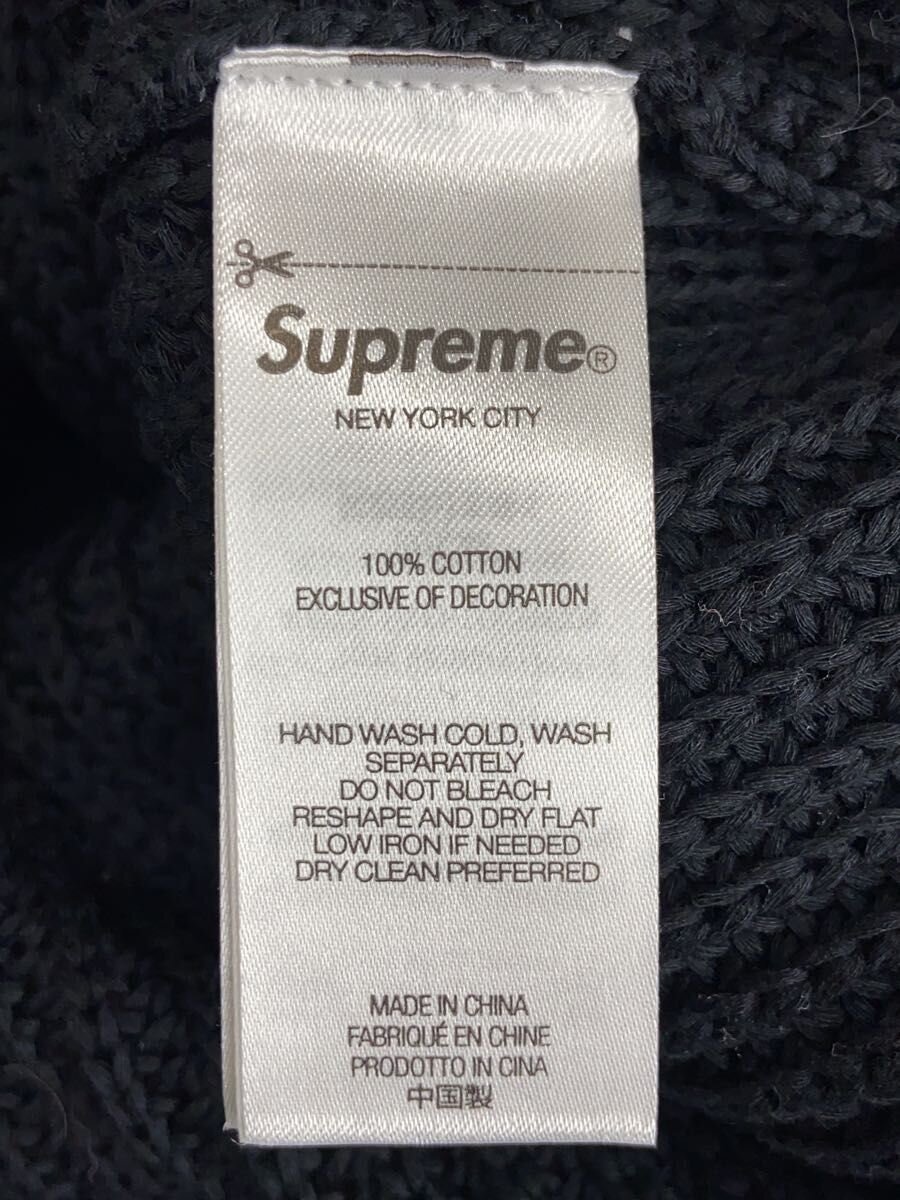 Supreme®
NEW YORK CITY
100% COTTON
EXCLUSIVE OF DECORATION
HAND WASH COLD, WASH
SEPARATELY
DO NOT BLEACH
RESHAPE AND DRY FLAT
LOW IRON IF NEEDED
DRY CLEAN PREFERRED
MADE IN CHINA
FABRIQUÉ EN CHINE
PRODOTTO IN CINA
中国製